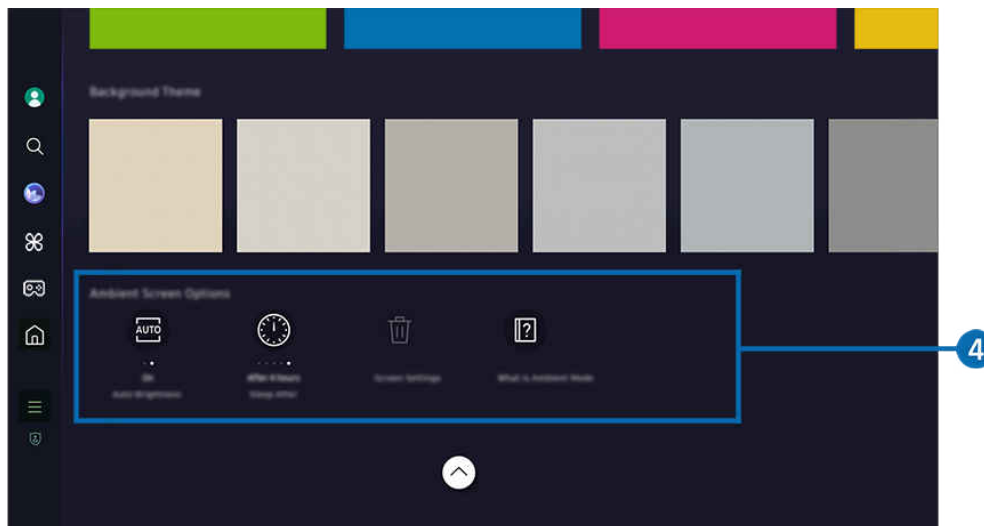 Background Theme
Ambient Screen Options
AUTO
?
On
After 4 hours
Screen Settings
What is Ambient Mode
Auto Brightness
Sleep After
4